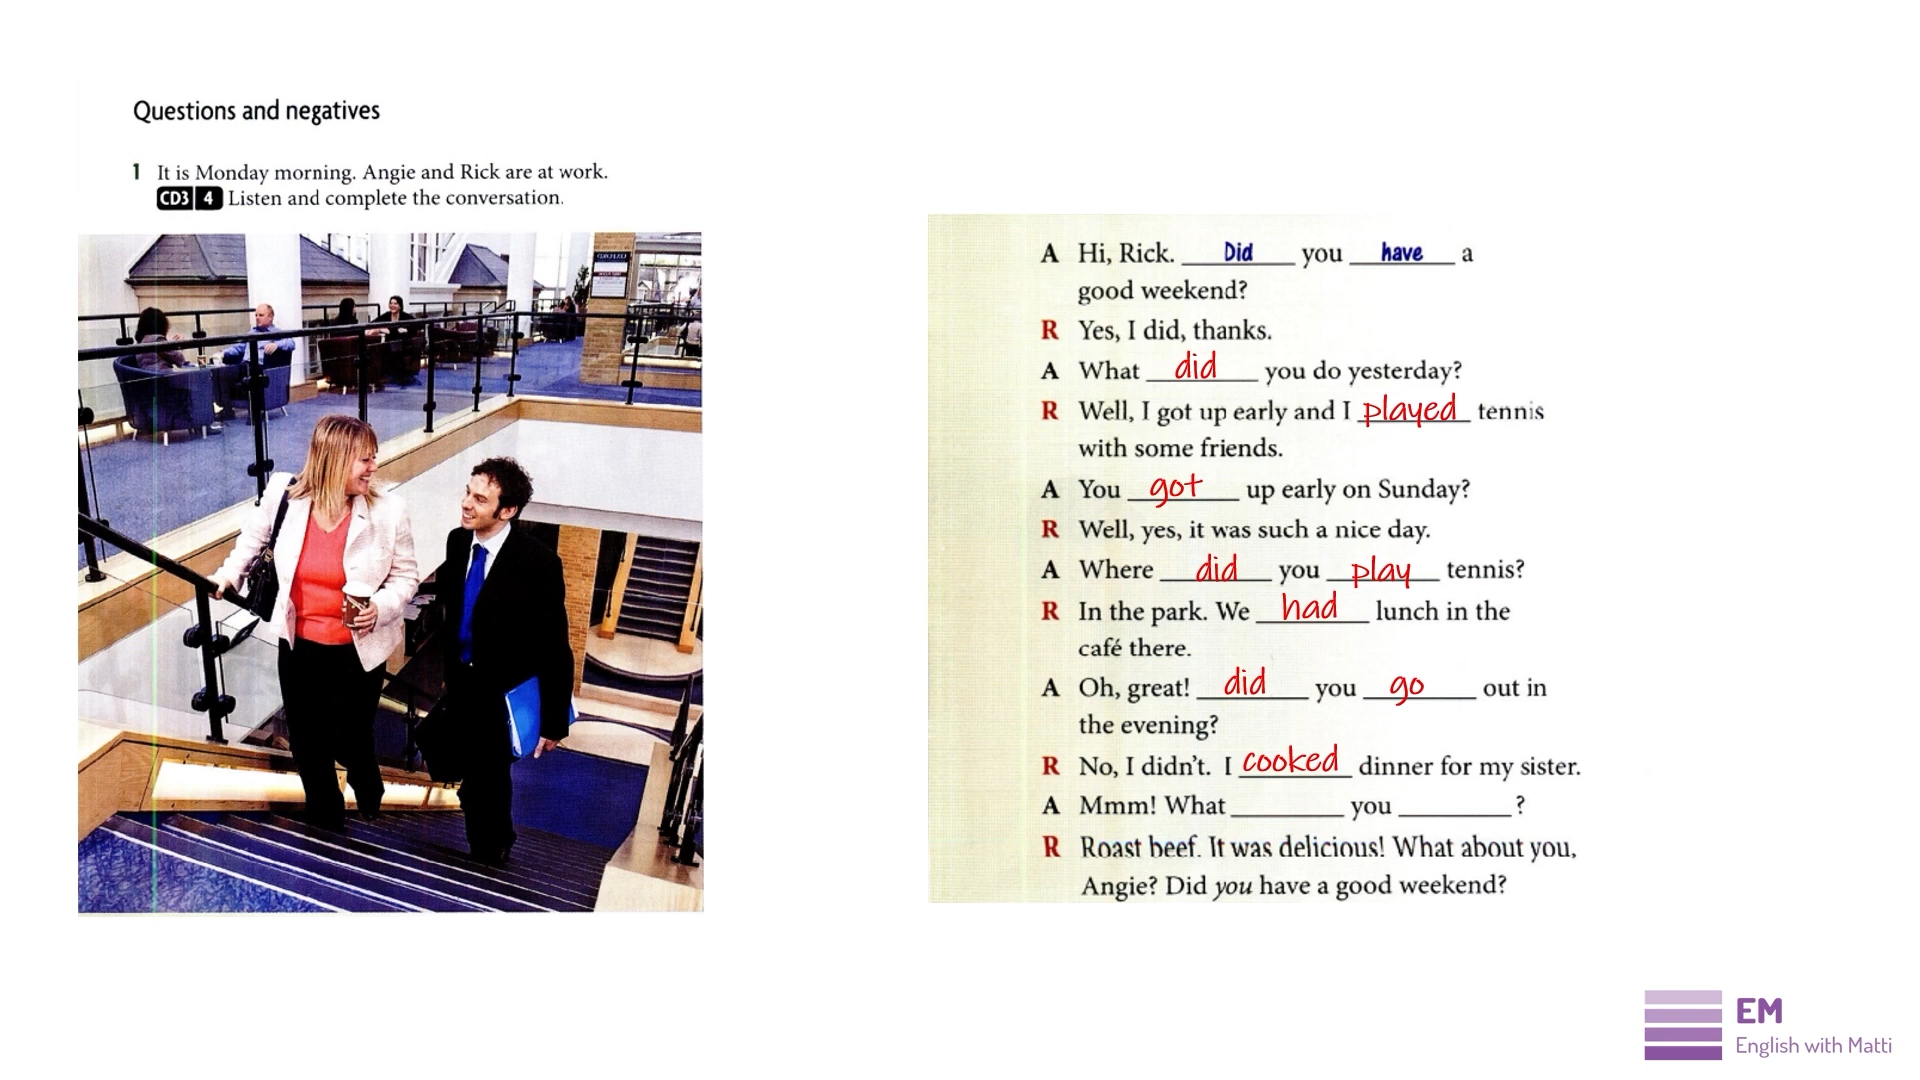 Questions and negatives
1 It is Monday morning. Angie and Rick are at work.
CD3 4 Listen and complete the conversation.
A Hi, Rick. Did you have a
good weekend?
R Yes, I did, thanks.
A What did you do yesterday?
R Well, I got up early and I played tennis
with some friends.
A You got up early on Sunday?
R Well, yes, it was such a nice day.
A Where did you play tennis?
R In the park. We had lunch in the
café there.
A Oh, great! did you go out in
the evening?
R No, I didn't. I cooked dinner for my sister.
A Mmm! What ________ you ________?
R Roast beef. It was delicious! What about you,
Angie? Did you have a good weekend?
EM
English with Matti